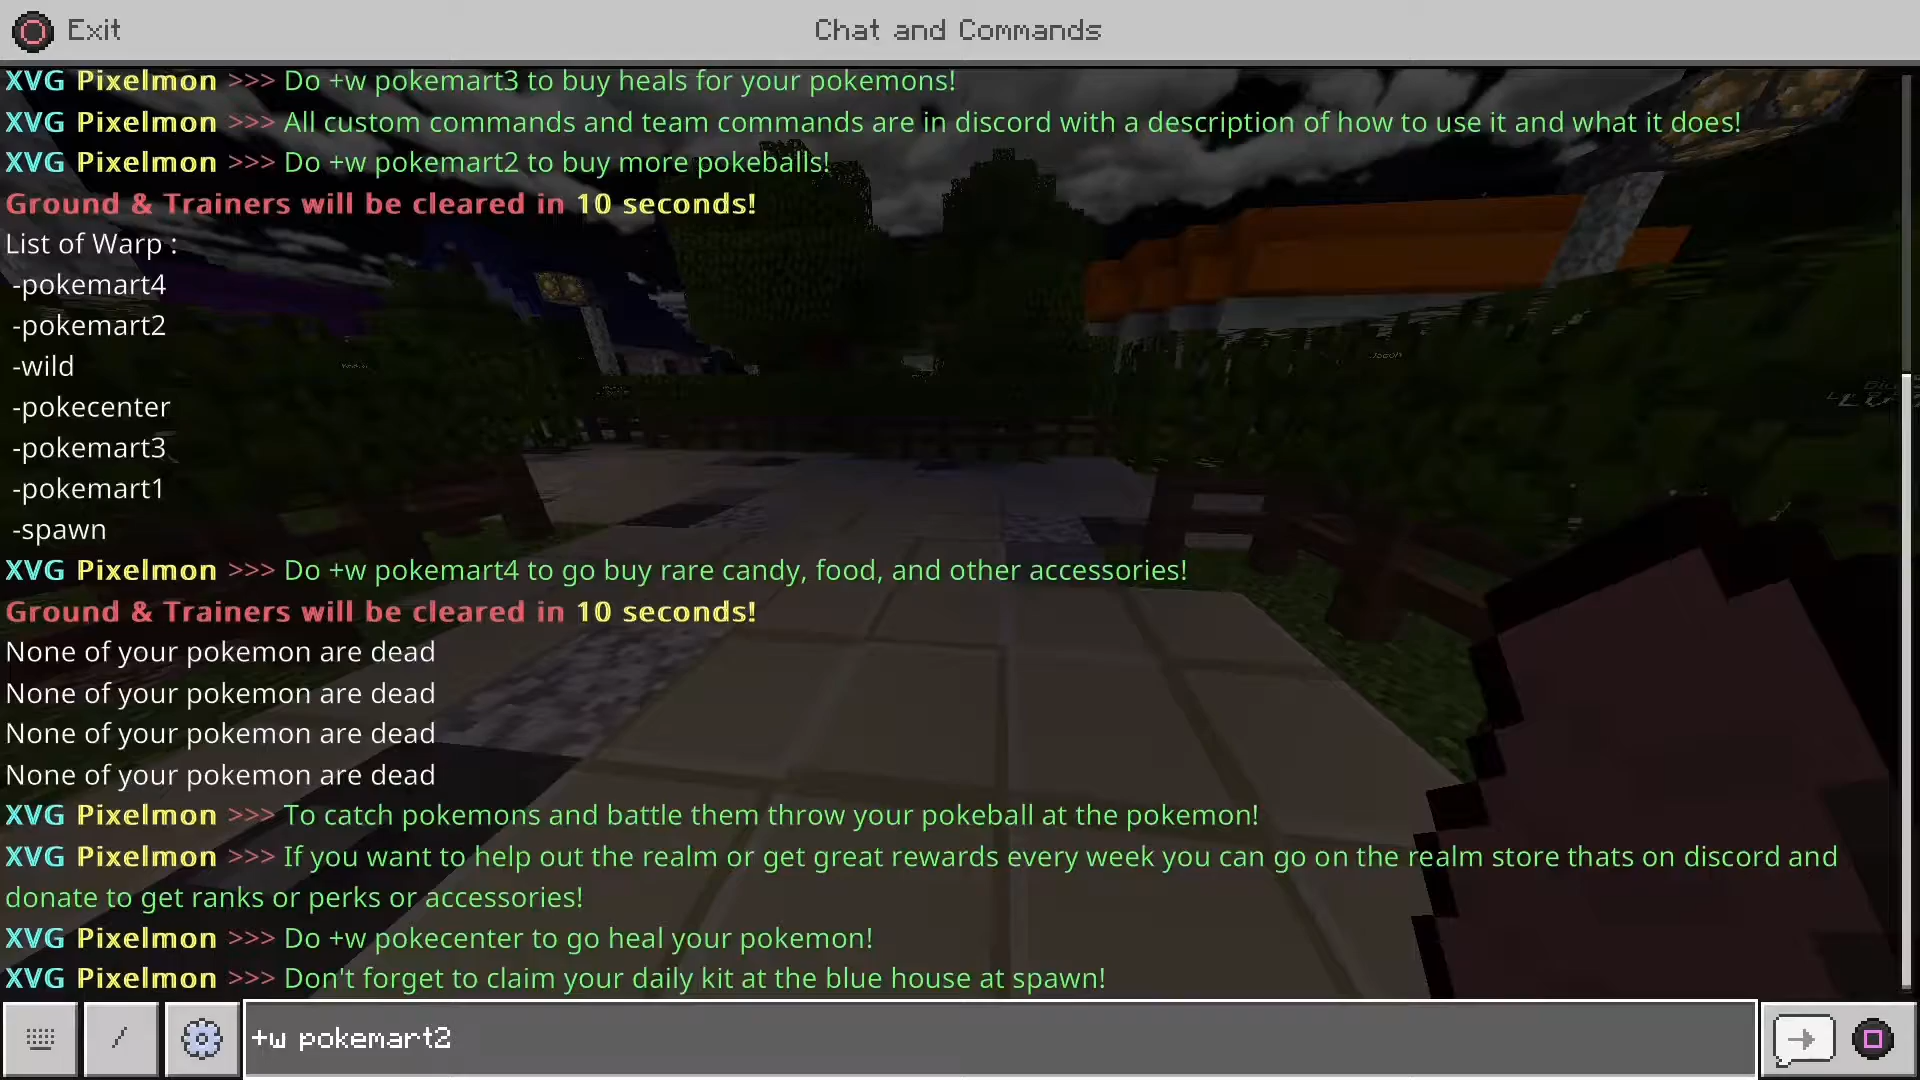 Exit
Chat and Commands
XVG Pixelmon >>> Do +w pokemart3 to buy heals for your pokemons!
XVG Pixelmon >>> All custom commands and team commands are in discord with a description of how to use it and what it does!
XVG Pixelmon >>> Do +w pokemart2 to buy more pokeballs!
Ground & Trainers will be cleared in 10 seconds!
List of Warp :
-pokemart4
-pokemart2
-wild
-pokecenter
-pokemart3
-pokemart1
-spawn
XVG Pixelmon >>> Do +w pokemart4 to go buy rare candy, food, and other accessories!
Ground & Trainers will be cleared in 10 seconds!
None of your pokemon are dead
None of your pokemon are dead
None of your pokemon are dead
None of your pokemon are dead
XVG Pixelmon >>> To catch pokemons and battle them throw your pokeball at the pokemon!
XVG Pixelmon >>> If you want to help out the realm or get great rewards every week you can go on the realm store thats on discord and
donate to get ranks or perks or accessories!
XVG Pixelmon >>> Do +w pokecenter to go heal your pokemon!
XVG Pixelmon >>> Don't forget to claim your daily kit at the blue house at spawn!
/
+w pokemart2